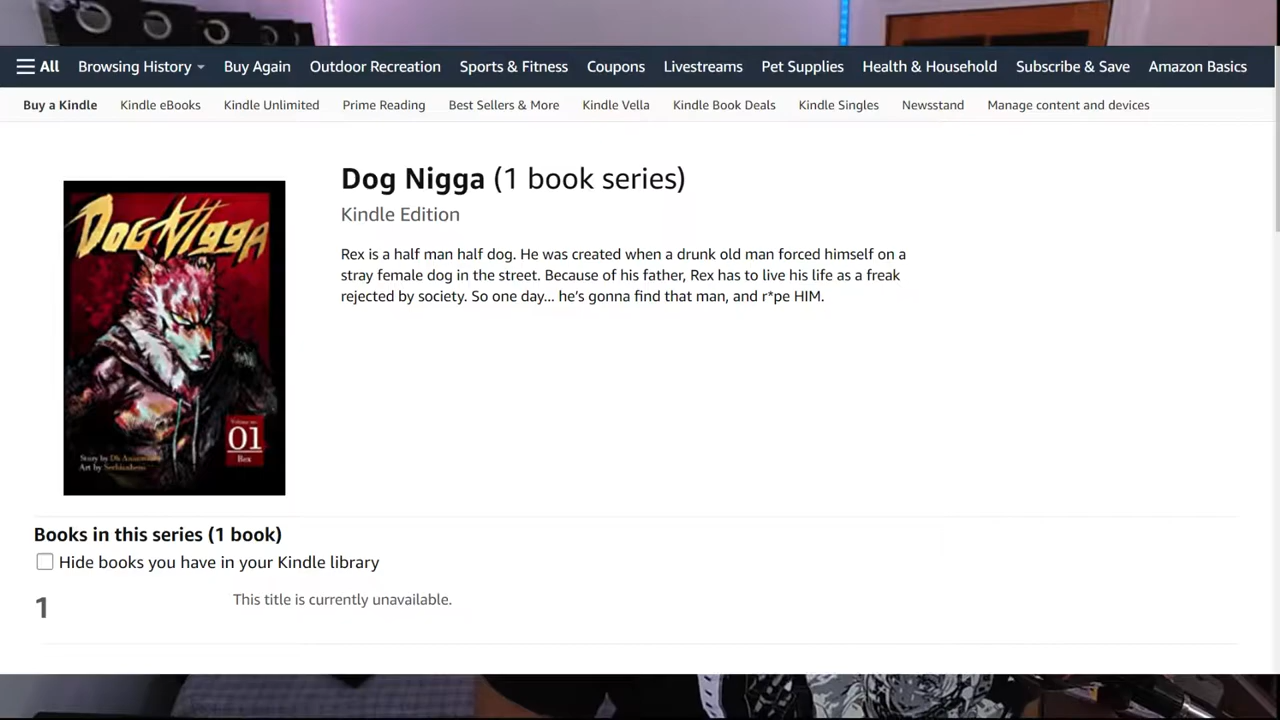 All Browsing History Buy Again Outdoor Recreation Sports & Fitness Coupons Livestreams Pet Supplies Health & Household Subscribe & Save Amazon Basics
Buy a Kindle Kindle eBooks Kindle Unlimited Prime Reading Best Sellers & More Kindle Vella Kindle Book Deals Kindle Singles Newsstand Manage content and devices
Dog Nigga (1 book series)
Kindle Edition
Rex is a half man half dog. He was created when a drunk old man forced himself on a
stray female dog in the street. Because of his father, Rex has to live his life as a freak
rejected by society. So one day... he's gonna find that man, and r*pe HIM.
Dog Nigga
01
Rex
Story by
Art by
Books in this series (1 book)
Hide books you have in your Kindle library
1 This title is currently unavailable.